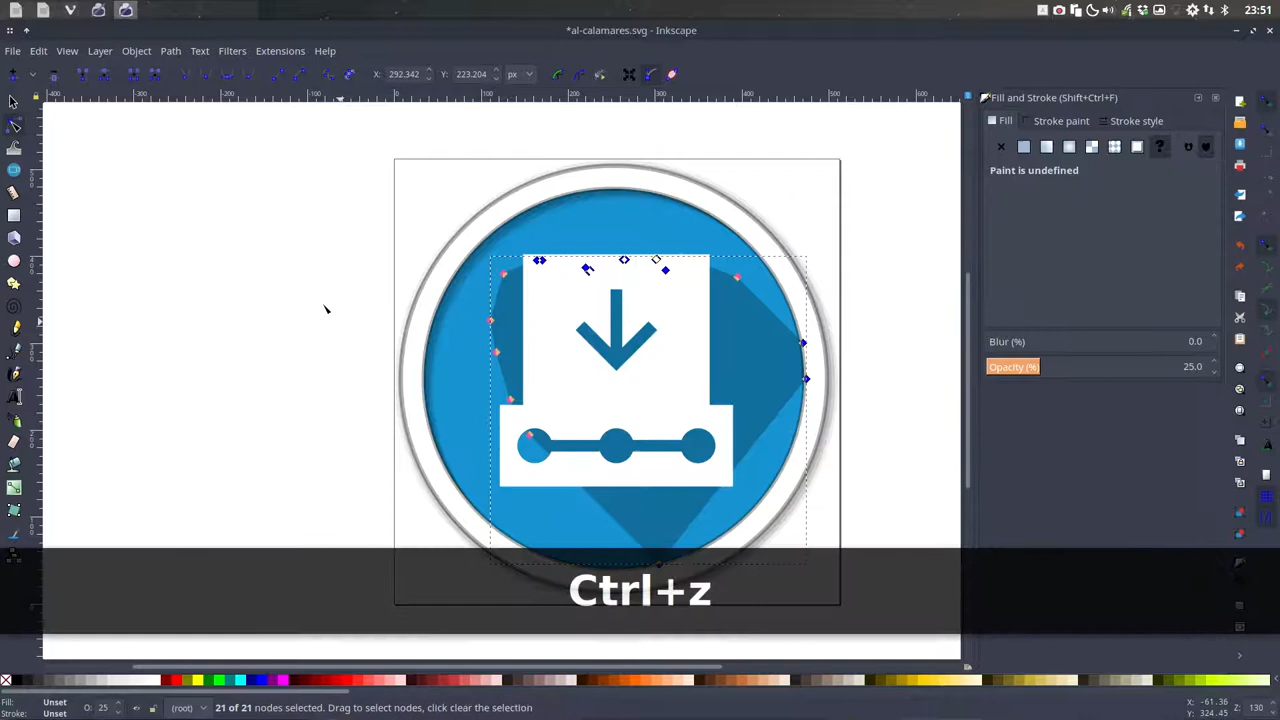 23:51
*al-calamares.svg - Inkscape
File Edit View Layer Object Path Text Filters Extensions Help
X: 292.342 Y: 223.204 px
Fill and Stroke (Shift+Ctrl+F)
Fill Stroke paint Stroke style
Paint is undefined
Blur (%) 0.0
Opacity (%) 25.0
Ctrl+z
Fill: Unset
Stroke: Unset
O: 25 (root) 21 of 21 nodes selected. Drag to select nodes, click clear the selection
X: -61.36
Y: 324.45
Z: 130